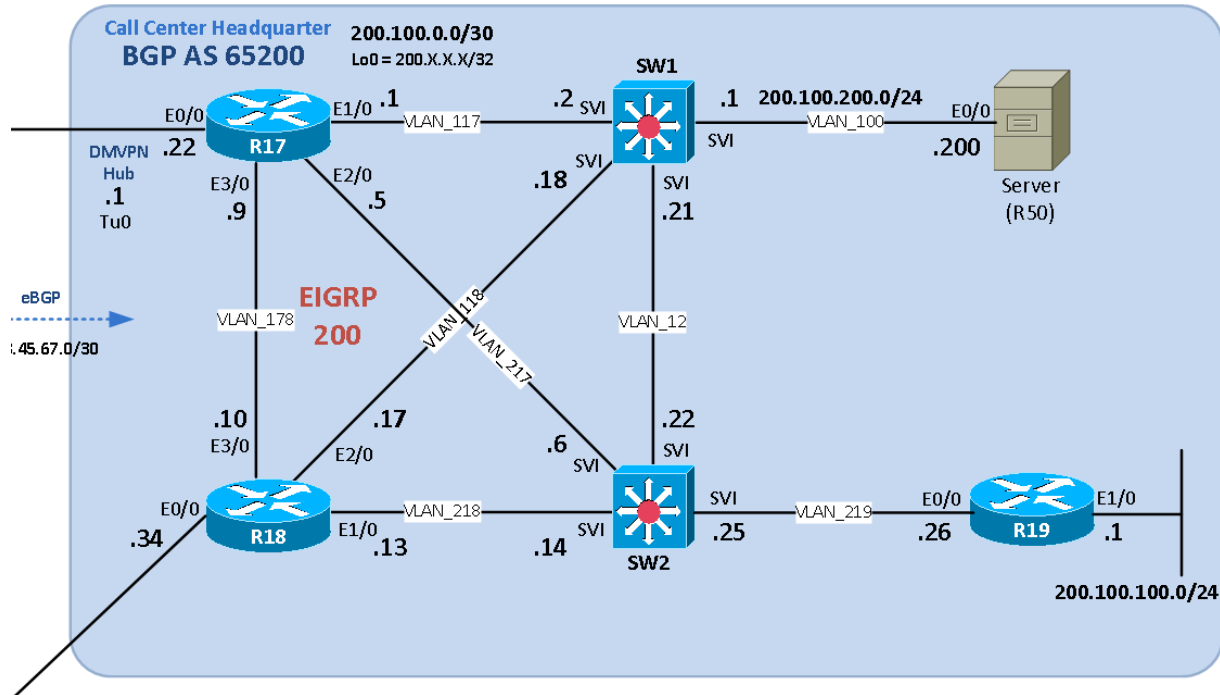 Call Center Headquarter
BGP AS 65200
200.100.0.0/30
Lo0 = 200.X.X.X/32
SW1
E0/0
.22
R17
E1/0
.1
VLAN_117
.2
SVI
.1
SVI
200.100.200.0/24
VLAN_100
E0/0
.200
Server
(R50)
DMVPN
Hub
.1
Tu0
E3/0
.9
E2/0
.5
.18
SVI
SVI
.21
eBGP
.45.67.0/30
EIGRP
200
VLAN_178
VLAN_118
VLAN_217
VLAN_12
.10
E3/0
.17
E2/0
.6
SVI
.22
SVI
E0/0
.34
R18
E1/0
.13
VLAN_218
SVI
.14
SW2
SVI
.25
VLAN_219
E0/0
.26
R19
E1/0
.1
200.100.100.0/24